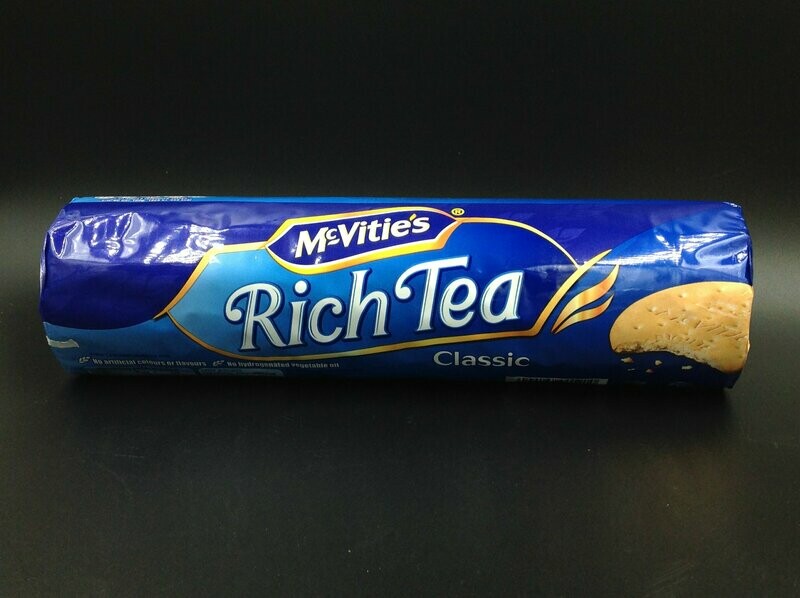 McVitie's®
Rich Tea
Classic
No artificial colours or flavours No hydrogenated vegetable oil